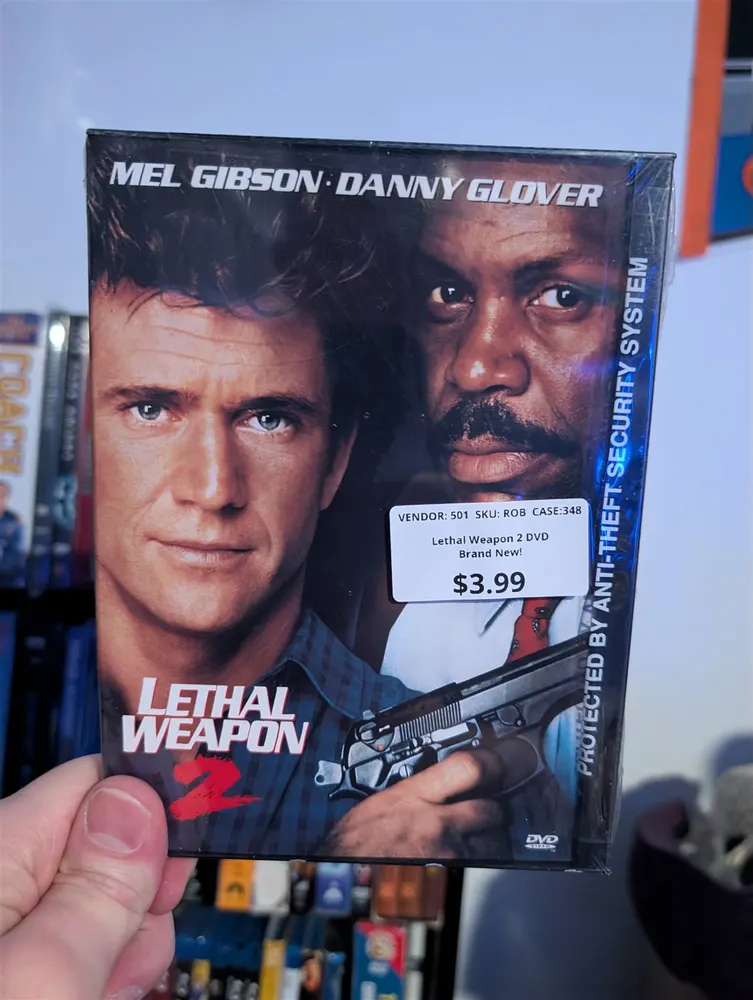 MEL GIBSON · DANNY GLOVER
PROTECTED BY ANTI-THEFT SECURITY SYSTEM
VENDOR: 501 SKU: ROB CASE:348
Lethal Weapon 2 DVD
Brand New!
$3.99
LETHAL
WEAPON
2
DVD
VIDEO